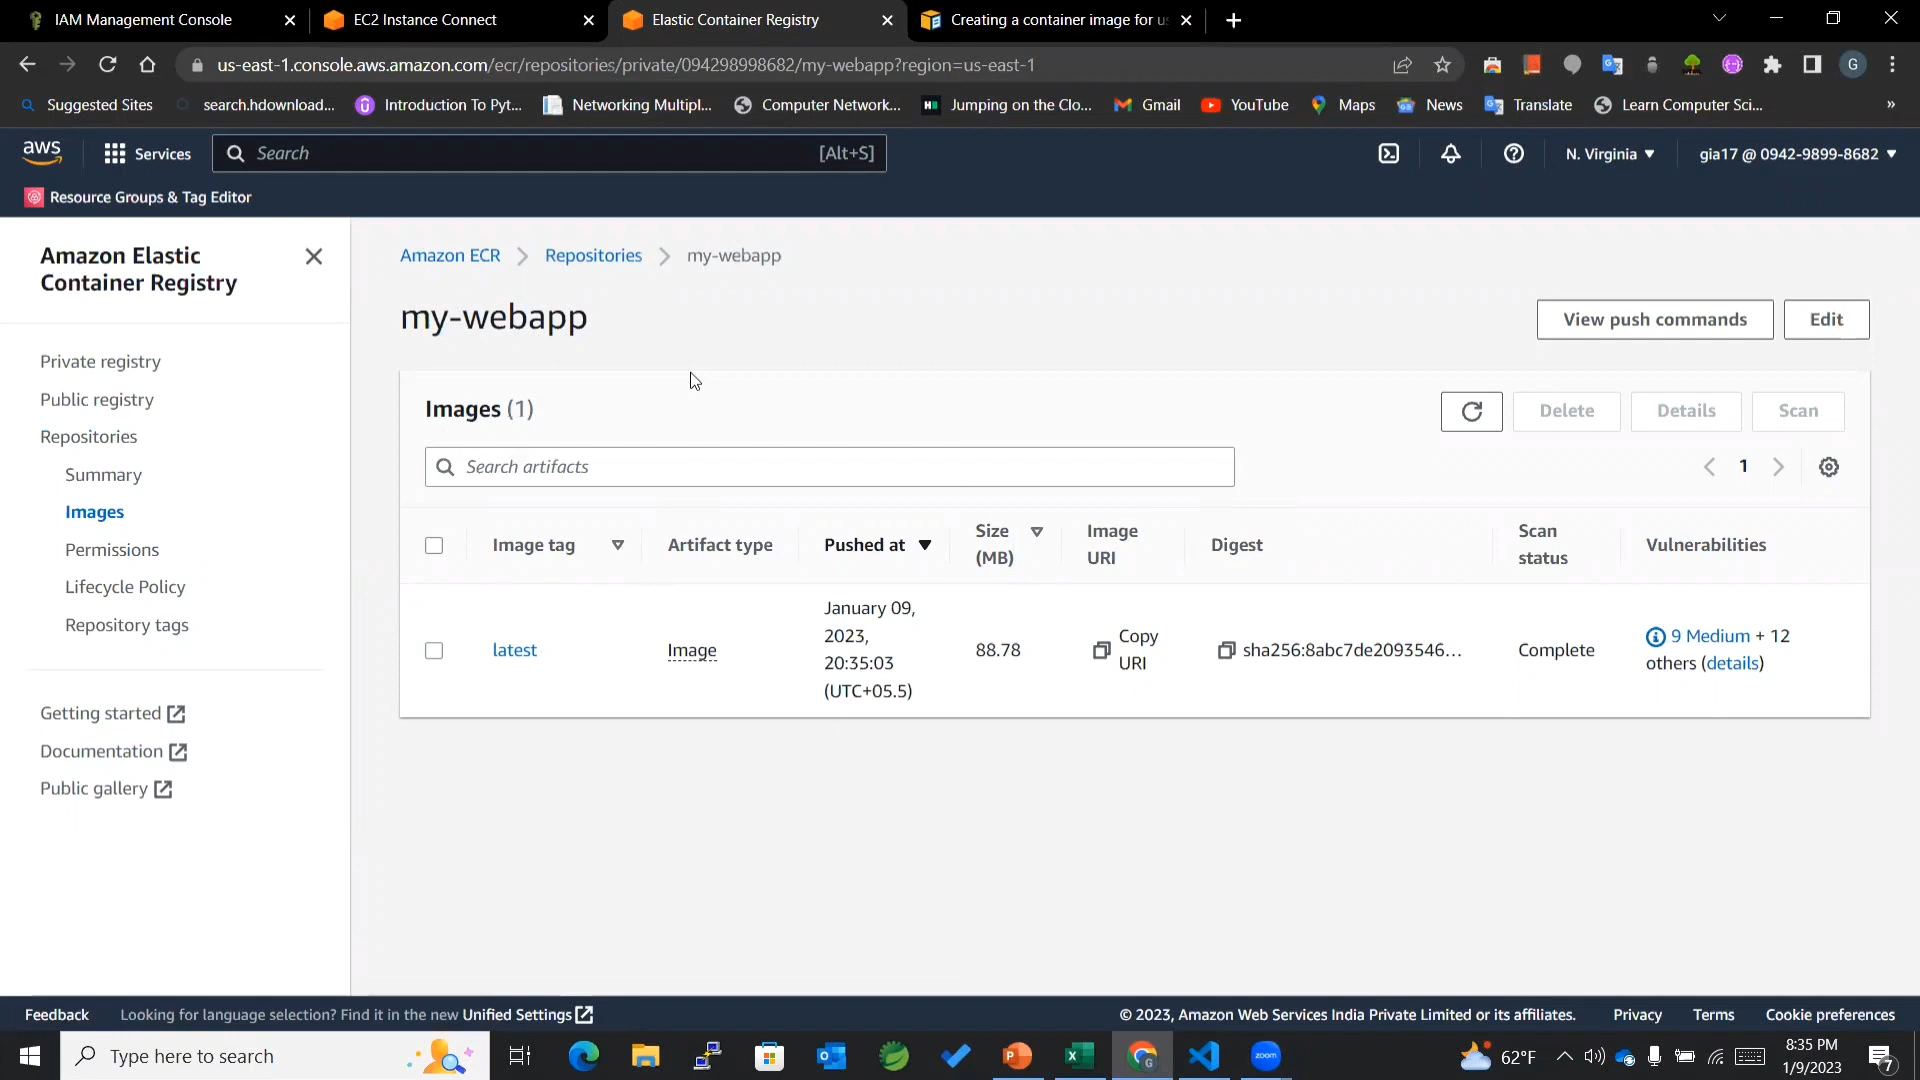 IAM Management Console
EC2 Instance Connect
Elastic Container Registry
Creating a container image for us
us-east-1.console.aws.amazon.com/ecr/repositories/private/094298998682/my-webapp?region=us-east-1
G
Suggested Sites
search.hdownload...
Introduction To Pyt...
Networking Multipl...
Computer Network...
Jumping on the Clo...
Gmail
YouTube
Maps
News
Translate
Learn Computer Sci...
»
aws
Services
Search
[Alt+S]
N. Virginia
gia17 @ 0942-9899-8682
Resource Groups & Tag Editor
Amazon Elastic
Container Registry
Private registry
Public registry
Repositories
Summary
Images
Permissions
Lifecycle Policy
Repository tags
Getting started
Documentation
Public gallery
Amazon ECR
Repositories
my-webapp
my-webapp
View push commands
Edit
Images (1)
Delete
Details
Scan
Search artifacts
1
Image tag
Artifact type
Pushed at
Size
(MB)
Image
URI
Digest
Scan
status
Vulnerabilities
latest
Image
January 09,
2023,
20:35:03
(UTC+05.5)
88.78
Copy
URI
sha256:8abc7de2093546...
Complete
9 Medium + 12
others (details)
Feedback
Looking for language selection? Find it in the new Unified Settings
© 2023, Amazon Web Services India Private Limited or its affiliates.
Privacy
Terms
Cookie preferences
Type here to search
zoom
62°F
8:35 PM
1/9/2023
7